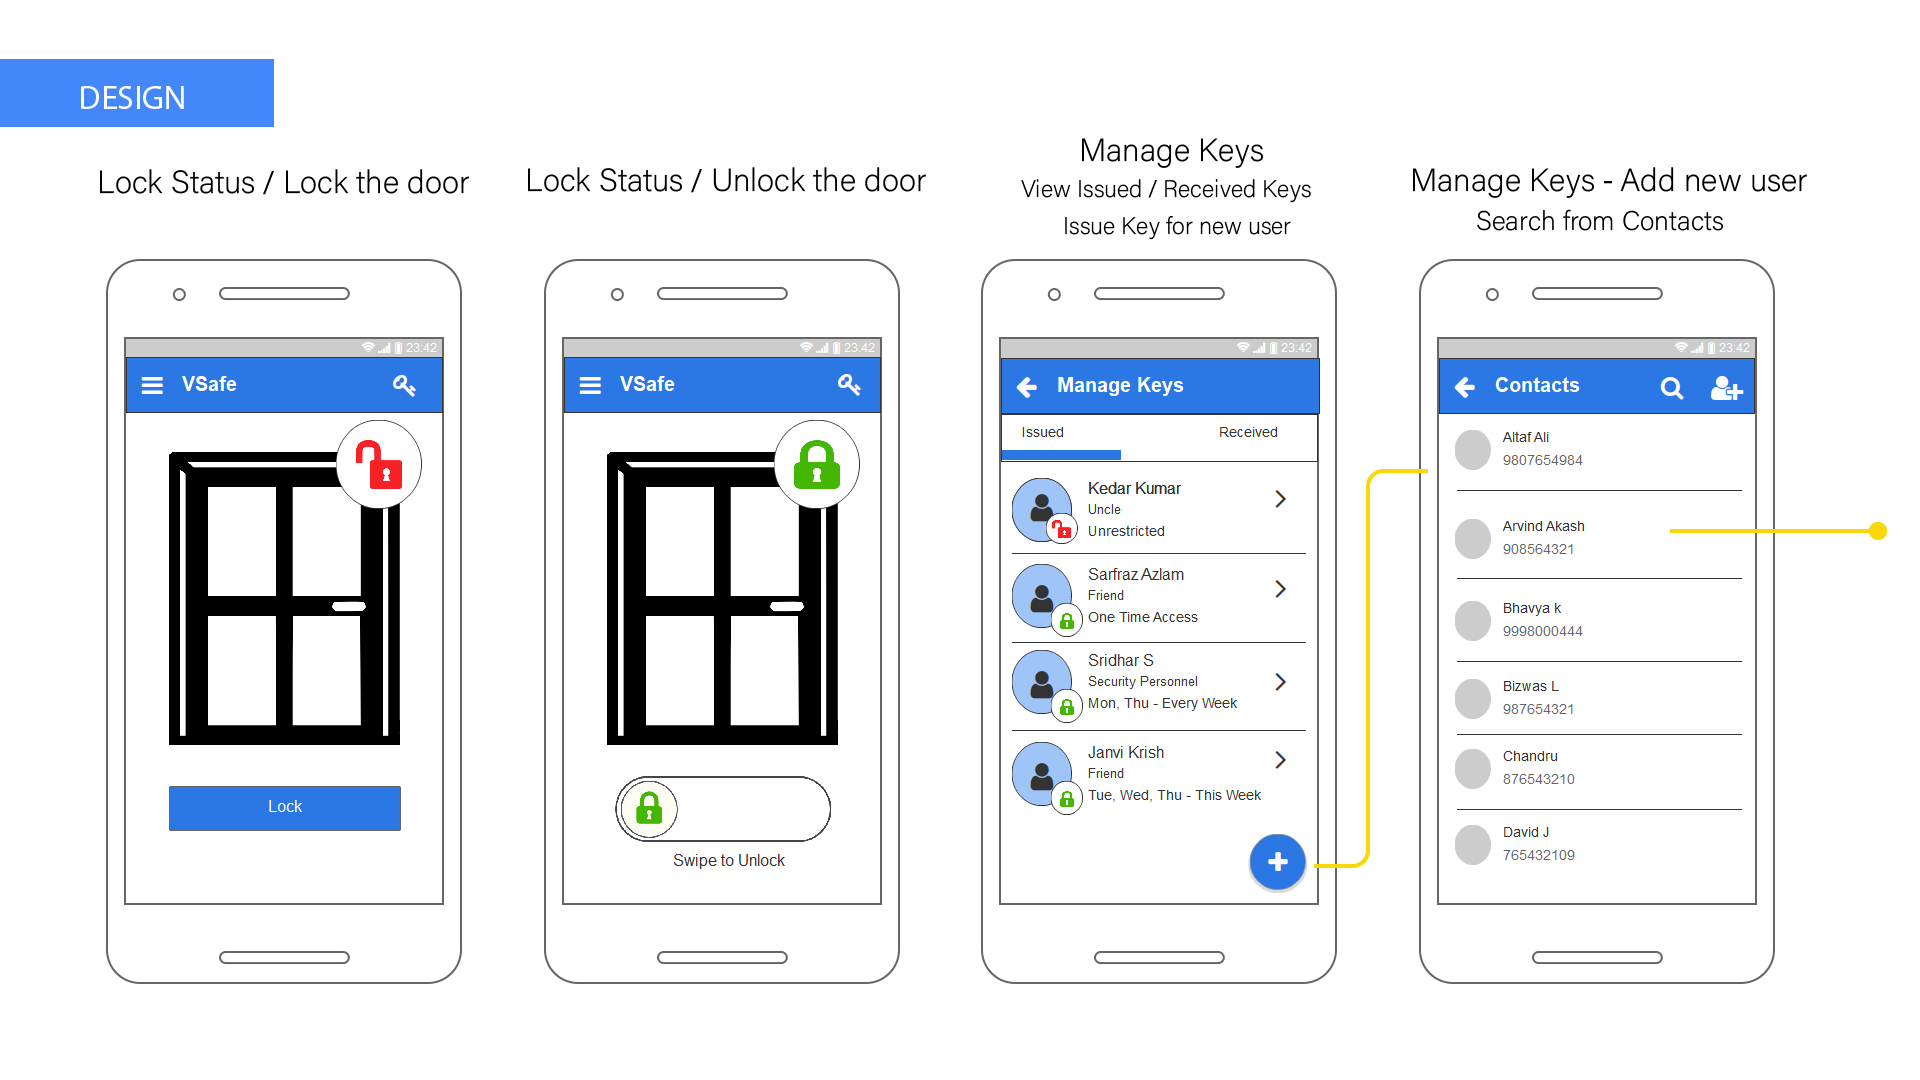 DESIGN
Lock Status / Lock the door
Lock Status / Unlock the door
Manage Keys
View Issued / Received Keys
Issue Key for new user
Manage Keys - Add new user
Search from Contacts
23:42
VSafe
Lock
23:42
VSafe
Swipe to Unlock
23:42
Manage Keys
Issued
Received
Kedar Kumar
Uncle
Unrestricted
Sarfraz Azlam
Friend
One Time Access
Sridhar S
Security Personnel
Mon, Thu - Every Week
Janvi Krish
Friend
Tue, Wed, Thu - This Week
23:42
Contacts
Altaf Ali
9807654984
Arvind Akash
908564321
Bhavya k
9998000444
Bizwas L
987654321
Chandru
876543210
David J
765432109